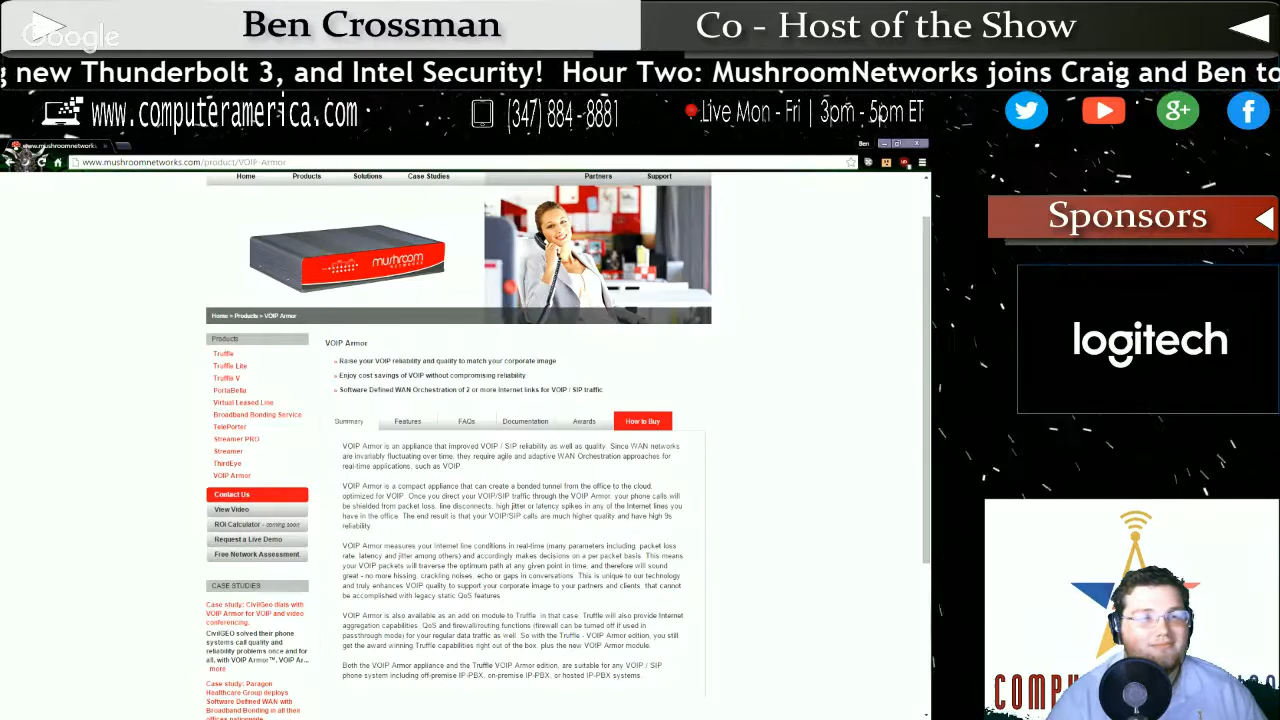 Google
Ben Crossman
Co - Host of the Show
g new Thunderbolt 3, and Intel Security! Hour Two: MushroomNetworks joins Craig and Ben to
www.computeramerica.com
(347) 884-8881
Live Mon - Fri | 3pm - 5pm ET
www.mushroomnetworks.
Ben
www.mushroomnetworks.com/product/VOIP-Armor
Home Products Solutions Case Studies Partners Support
mushroom
NETWORKS
Home » Products » VOIP Armor
Sponsors
logitech
Products
Truffle
Truffle Lite
Truffle V
PortaBella
Virtual Leased Line
Broadband Bonding Service
TelePorter
Streamer PRO
Streamer
ThirdEye
VOIP Armor
Contact Us
View Video
ROI Calculator - coming soon
Request a Live Demo
Free Network Assessment
CASE STUDIES
Case study: CivilGeo dials with
VOIP Armor for VOIP and video
conferencing.
CivilGEO solved their phone
systems call quality and
reliability problems once and for
all, with VOIP Armor™. VOIP Ar...
more
Case study: Paragon
Healthcare Group deploys
Software Defined WAN with
Broadband Bonding in all their
offices nationwide
VOIP Armor
» Raise your VOIP reliability and quality to match your corporate image
» Enjoy cost savings of VOIP without compromising reliability
» Software Defined WAN Orchestration of 2 or more Internet links for VOIP / SIP traffic
Summary Features FAQs Documentation Awards How to Buy
VOIP Armor is an appliance that improved VOIP / SIP reliability as well as quality. Since WAN networks
are invariably fluctuating over time, they require agile and adaptive WAN Orchestration approaches for
real-time applications, such as VOIP.
VOIP Armor is a compact appliance that can create a bonded tunnel from the office to the cloud,
optimized for VOIP. Once you direct your VOIP/SIP traffic through the VOIP Armor, your phone calls will
be shielded from packet loss, line disconnects, high jitter or latency spikes in any of the Internet lines you
have in the office. The end result is that your VOIP/SIP calls are much higher quality and have high 9s
reliability.
VOIP Armor measures your Internet line conditions in real-time (many parameters including, packet loss
rate, latency and jitter among others) and accordingly makes decisions on a per packet basis. This means
your VOIP packets will traverse the optimum path at any given point in time, and therefore will sound
great - no more hissing, crackling noises, echo or gaps in conversations. This is unique to our technology
and truly enhances VOIP quality to support your corporate image to your partners and clients, that cannot
be accomplished with legacy static QoS features.
VOIP Armor is also available as an add on module to Truffle, in that case, Truffle will also provide Internet
aggregation capabilities, QoS and firewall/routing functions (firewall can be turned off if used in
passthrough mode) for your regular data traffic as well. So with the Truffle - VOIP Armor edition, you still
get the award winning Truffle capabilities right out of the box, plus the new VOIP Armor module.
Both the VOIP Armor appliance and the Truffle VOIP Armor edition, are suitable for any VOIP / SIP
phone system including off-premise IP-PBX, on-premise IP-PBX, or hosted IP-PBX systems.